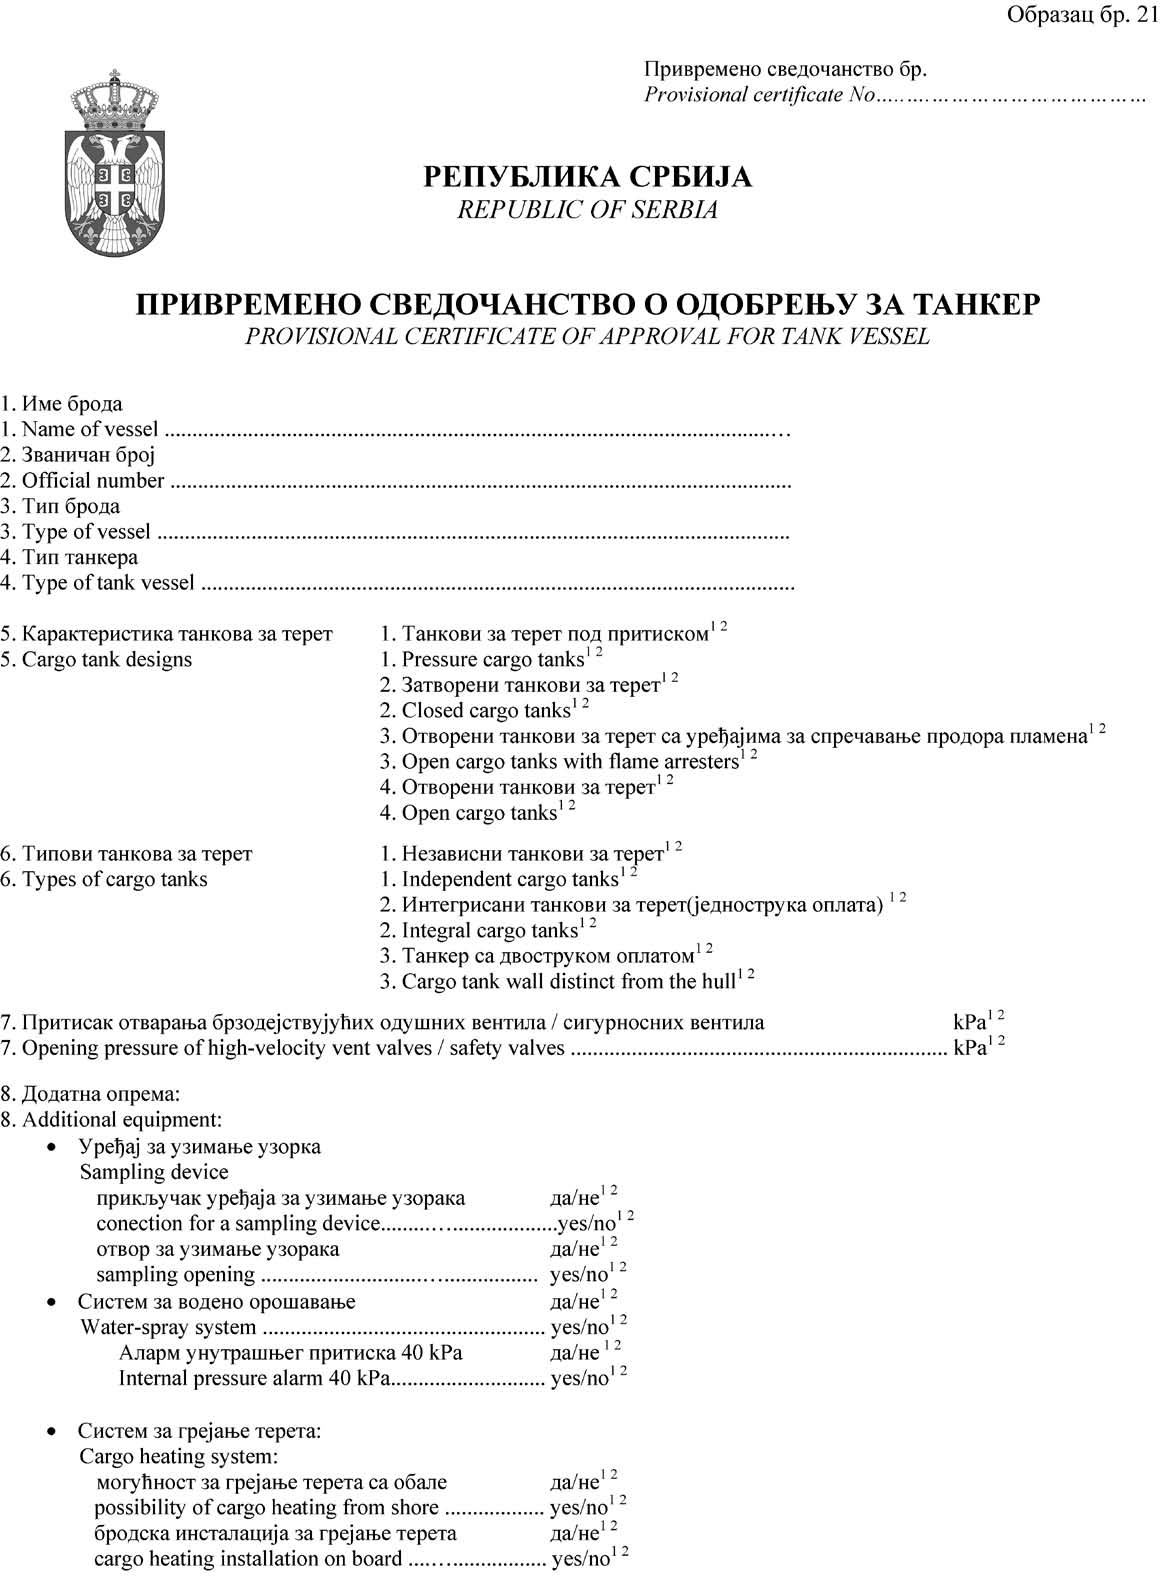 Образац бр. 21
Привремено сведочанство бр.
Provisional certificate No……………………………………
РЕПУБЛИКА СРБИЈА
REPUBLIC OF SERBIA
ПРИВРЕМЕНО СВЕДОЧАНСТВО О ОДОБРЕЊУ ЗА ТАНКЕР
PROVISIONAL CERTIFICATE OF APPROVAL FOR TANK VESSEL
1. Име брода
1. Name of vessel ..............................................................................................................…
2. Званичан број
2. Official number .................................................................................................................
3. Тип брода
3. Type of vessel ...................................................................................................................
4. Тип танкера
4. Type of tank vessel ............................................................................................................
5. Карактеристика танкова за терет 1. Танкови за терет под притиском1 2
5. Cargo tank designs 1. Pressure cargo tanks1 2
2. Затворени танкови за терет1 2
2. Closed cargo tanks1 2
3. Отворени танкови за терет са уређајима за спречавање продора пламена1 2
3. Open cargo tanks with flame arresters1 2
4. Отворени танкови за терет1 2
4. Open cargo tanks1 2
6. Типови танкова за терет 1. Независни танкови за терет1 2
6. Types of cargo tanks 1. Independent cargo tanks1 2
2. Интегрисани танкови за терет(једнострука оплата) 1 2
2. Integral cargo tanks1 2
3. Танкер са двоструком оплатом1 2
3. Cargo tank wall distinct from the hull1 2
7. Притисак отварања брзодејствујућих одушних вентила / сигурносних вентила kPa1 2
7. Opening pressure of high-velocity vent valves / safety valves .................................................................... kPa1 2
8. Додатна опрема:
8. Additional equipment:
• Уређај за узимање узорка
Sampling device
прикључак уређаја за узимање узорака да/не1 2
conection for a sampling device.........…...................yes/no1 2
отвор за узимање узорака да/не1 2
sampling opening .............................…................. yes/no1 2
• Систем за водено орошавање да/не1 2
Water-spray system ................................................... yes/no1 2
Аларм унутрашњег притиска 40 kPa да/не 1 2
Internal pressure alarm 40 kPa............................ yes/no1 2
• Систем за грејање терета:
Cargo heating system:
могућност за грејање терета са обале да/не1 2
possibility of cargo heating from shore .................. yes/no1 2
бродска инсталација за грејање терета да/не1 2
cargo heating installation on board ....…................. yes/no1 2